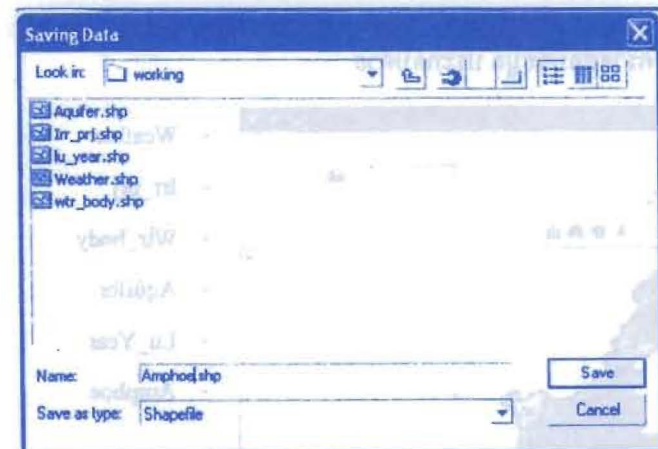 Saving Data
Look in: working
Aquifer.shp
Irr_prj.shp
lu_year.shp
Weather.shp
wtr_body.shp
Name: Amphoe.shp
Save
Save as type: Shapefile
Cancel